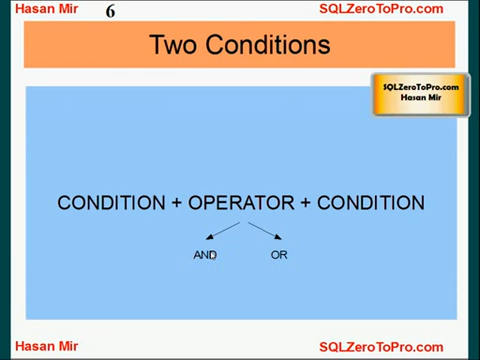 Hasan Mir 6 SQLZeroToPro.com
Two Conditions
SQLZeroToPro.com
Hasan Mir
CONDITION + OPERATOR + CONDITION
AND OR
Hasan Mir SQLZeroToPro.com